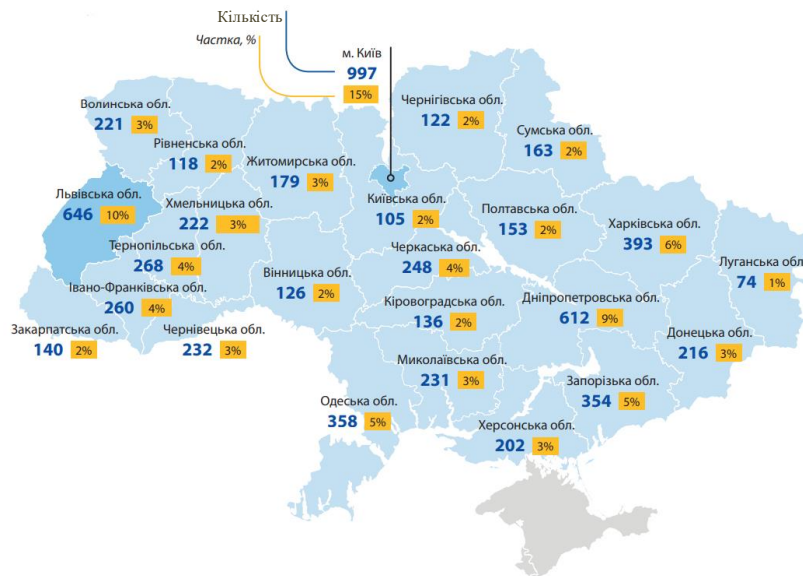 Кількість
Частка, %
м. Київ
997
15%
Волинська обл.
221 3%
Рівненська обл.
118 2%
Житомирська обл.
179 3%
Чернігівська обл.
122 2%
Сумська обл.
163 2%
Львівська обл.
646 10%
Хмельницька обл.
222 3%
Київська обл.
105 2%
Полтавська обл.
153 2%
Харківська обл.
393 6%
Луганська обл.
74 1%
Тернопільська обл.
268 4%
Вінницька обл.
126 2%
Черкаська обл.
248 4%
Івано-Франківська обл.
260 4%
Кіровоградська обл.
136 2%
Дніпропетровська обл.
612 9%
Донецька обл.
216 3%
Закарпатська обл.
140 2%
Чернівецька обл.
232 3%
Миколаївська обл.
231 3%
Запорізька обл.
354 5%
Одеська обл.
358 5%
Херсонська обл.
202 3%